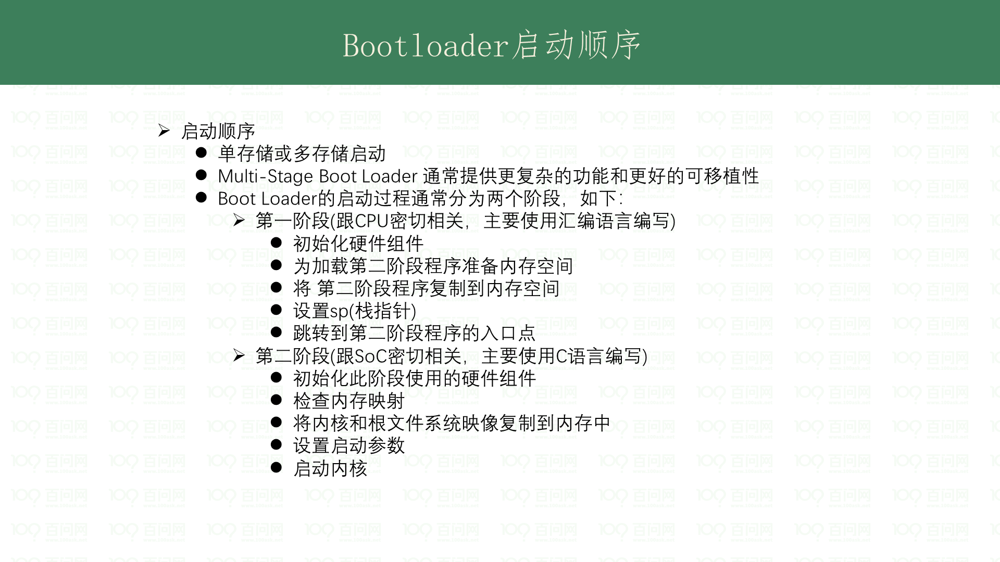 Bootloader启动顺序
启动顺序
单存储或多存储启动
Multi-Stage Boot Loader 通常提供更复杂的功能和更好的可移植性
Boot Loader的启动过程通常分为两个阶段，如下：
第一阶段(跟CPU密切相关，主要使用汇编语言编写)
初始化硬件组件
为加载第二阶段程序准备内存空间
将 第二阶段程序复制到内存空间
设置sp(栈指针)
跳转到第二阶段程序的入口点
第二阶段(跟SoC密切相关，主要使用C语言编写)
初始化此阶段使用的硬件组件
检查内存映射
将内核和根文件系统映像复制到内存中
设置启动参数
启动内核